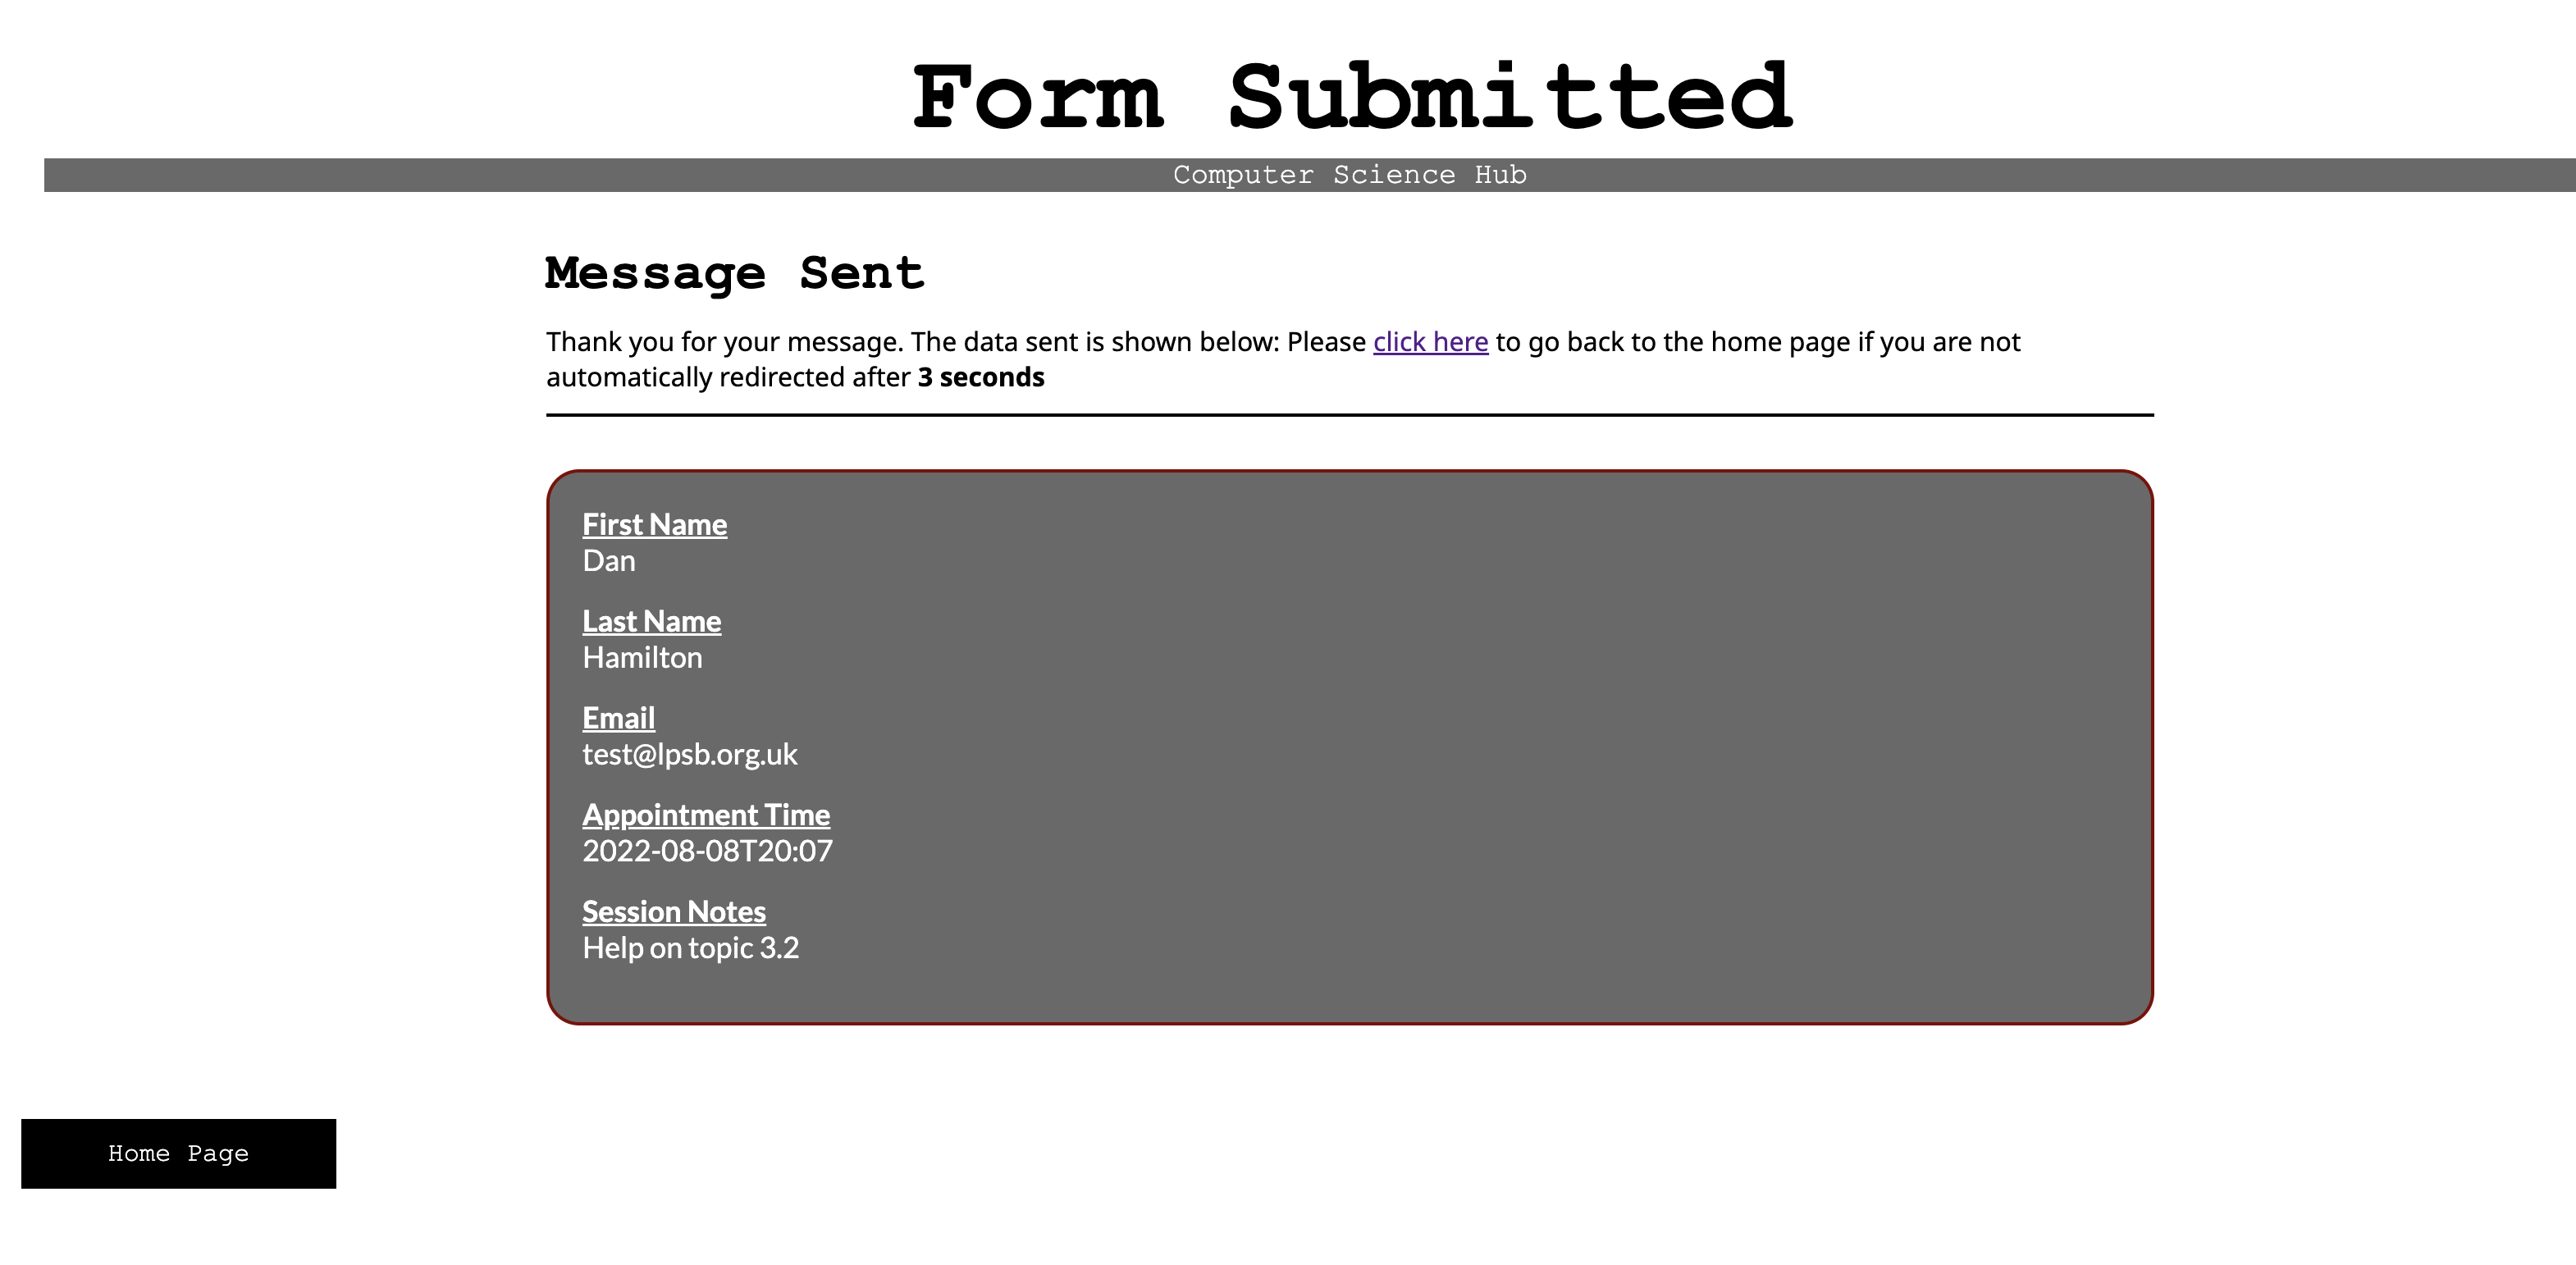 Form Submitted
Computer Science Hub
Message Sent
Thank you for your message. The data sent is shown below: Please click here to go back to the home page if you are not
automatically redirected after 3 seconds
First Name
Dan
Last Name
Hamilton
Email
test@lpsb.org.uk
Appointment Time
2022-08-08T20:07
Session Notes
Help on topic 3.2
Home Page